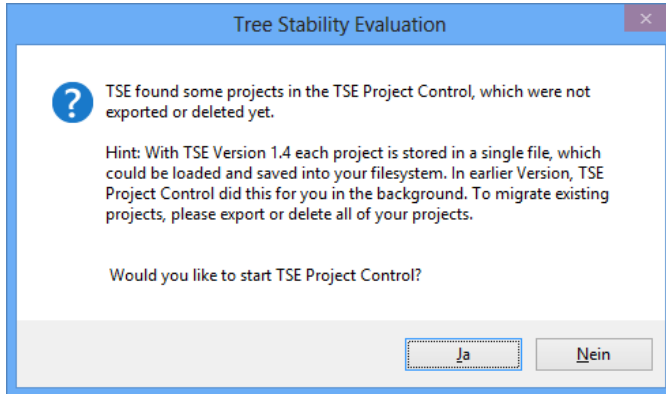 Tree Stability Evaluation
TSE found some projects in the TSE Project Control, which were not
exported or deleted yet.
Hint: With TSE Version 1.4 each project is stored in a single file, which
could be loaded and saved into your filesystem. In earlier Version, TSE
Project Control did this for you in the background. To migrate existing
projects, please export or delete all of your projects.
Would you like to start TSE Project Control?
Ja
Nein